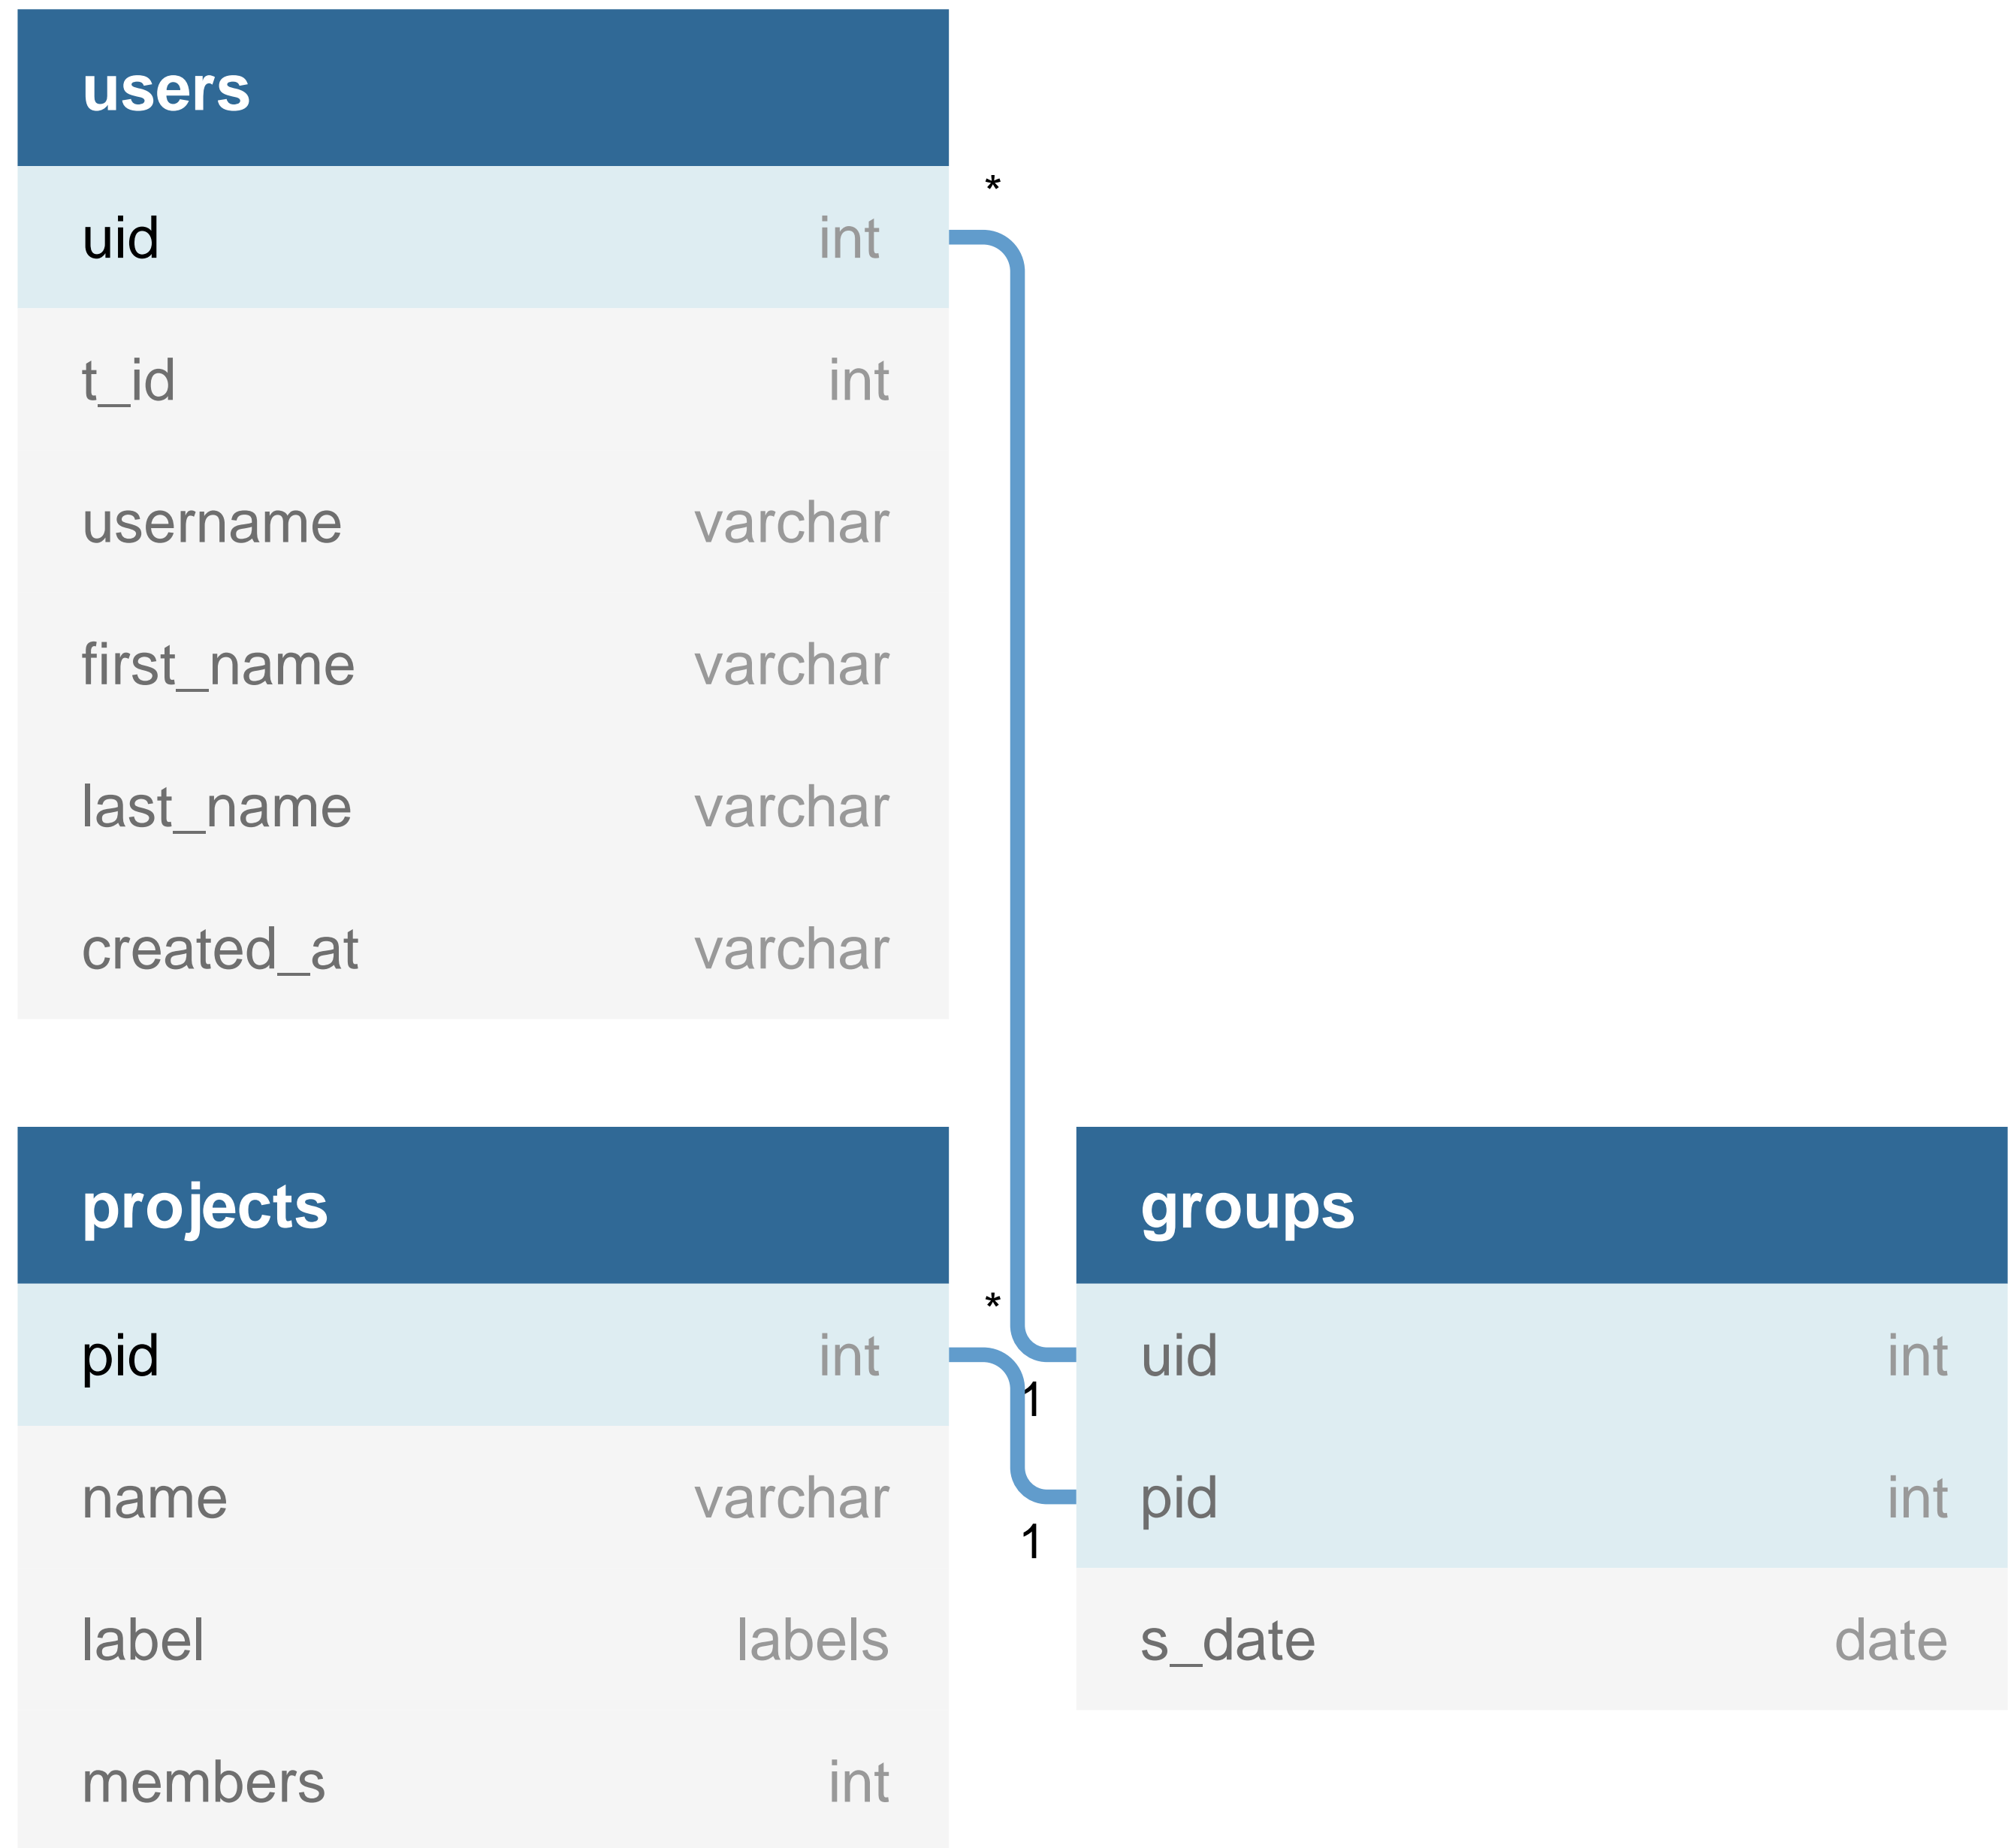 users
*
uid int
t_id int
username varchar
first_name varchar
last_name varchar
created_at varchar
projects
groups
*
pid int
uid int
1
name varchar
pid int
1
label labels
s_date date
members int